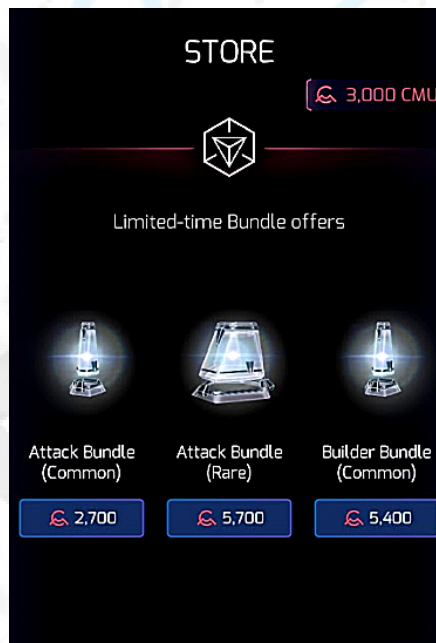 STORE
3,000 CMU
Limited-time Bundle offers
Attack Bundle
(Common)
Attack Bundle
(Rare)
Builder Bundle
(Common)
2,700
5,700
5,400